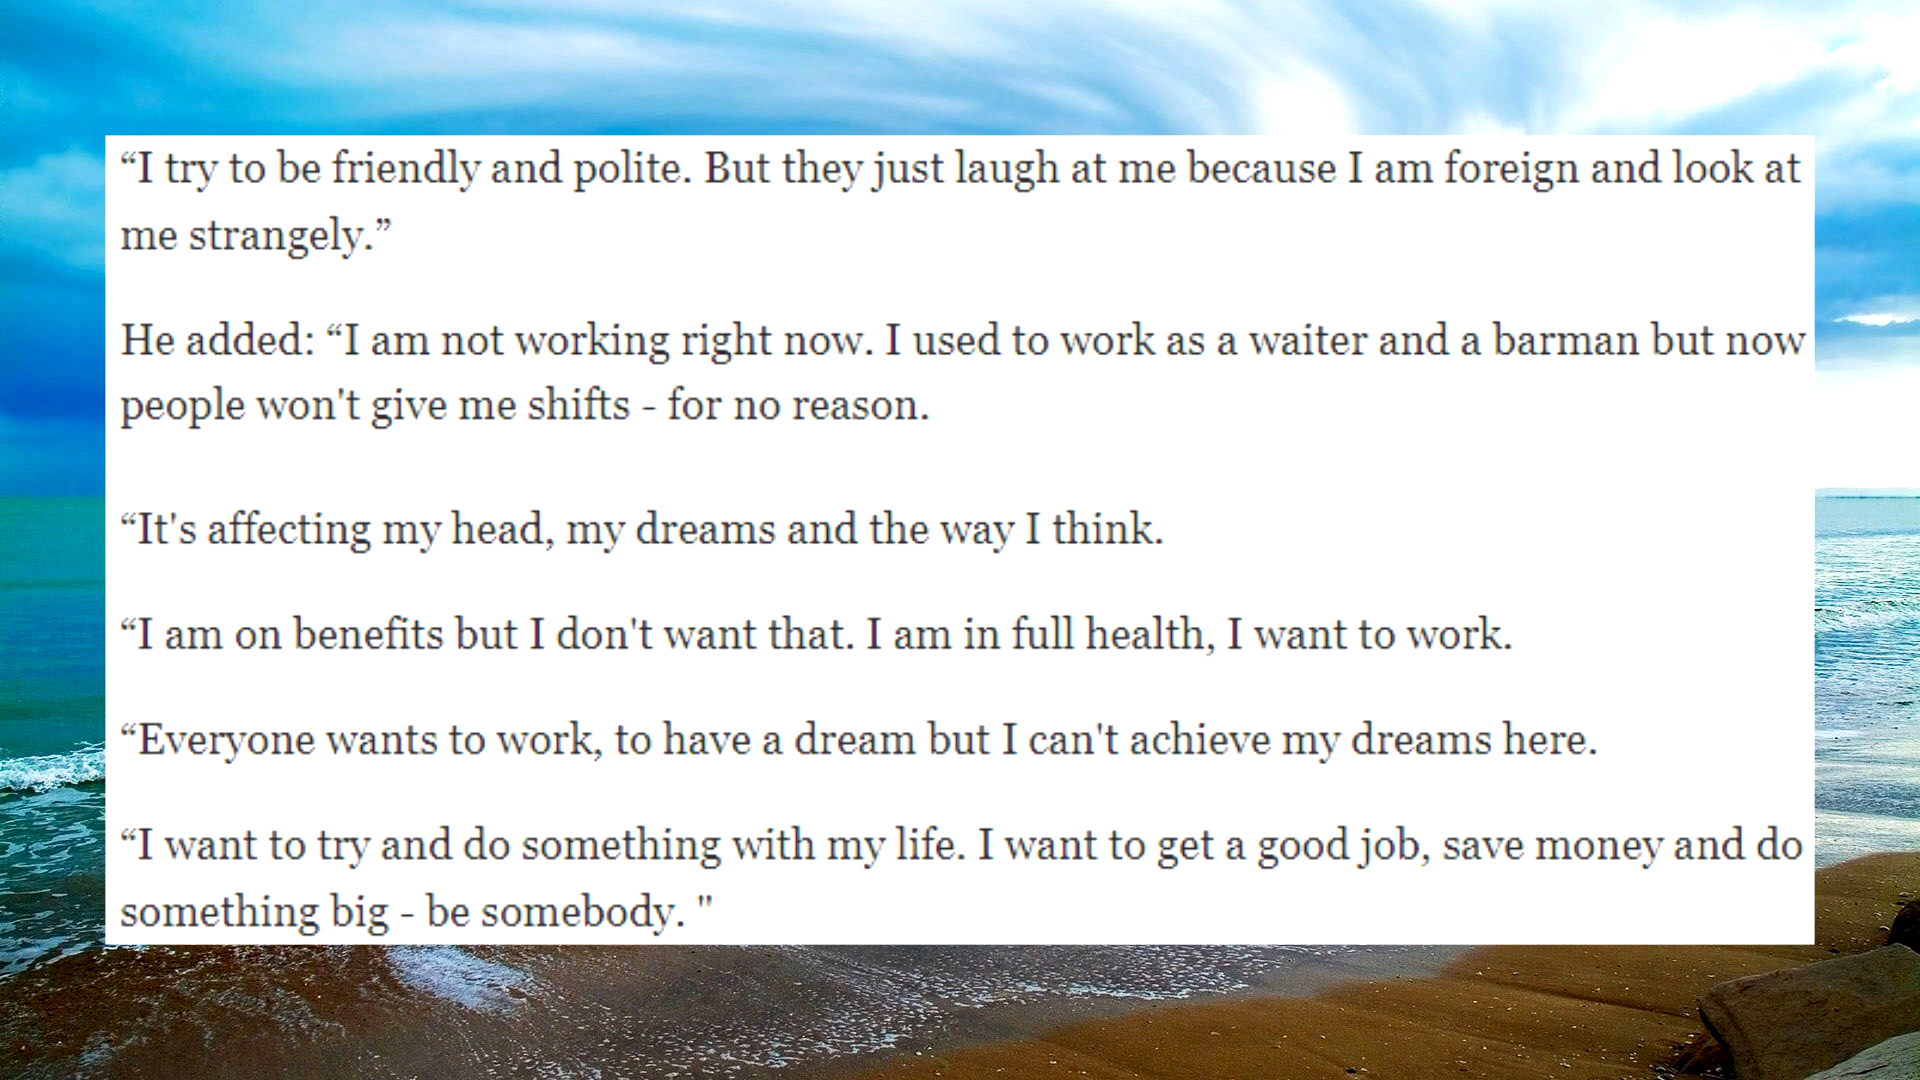 “I try to be friendly and polite. But they just laugh at me because I am foreign and look at
me strangely.”
He added: “I am not working right now. I used to work as a waiter and a barman but now
people won't give me shifts - for no reason.
“It's affecting my head, my dreams and the way I think.
“I am on benefits but I don't want that. I am in full health, I want to work.
“Everyone wants to work, to have a dream but I can't achieve my dreams here.
“I want to try and do something with my life. I want to get a good job, save money and do
something big - be somebody. "